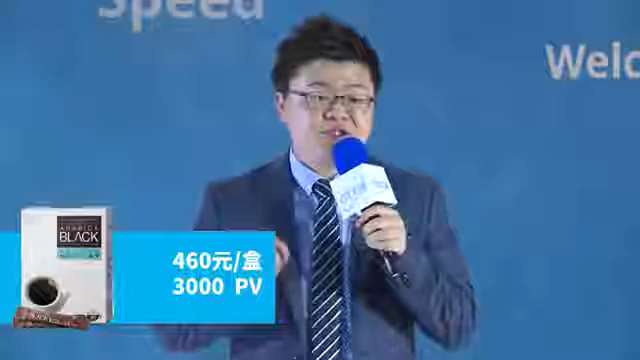 Speed
Welc
ARABICA
BLACK
460元/盒
3000 PV